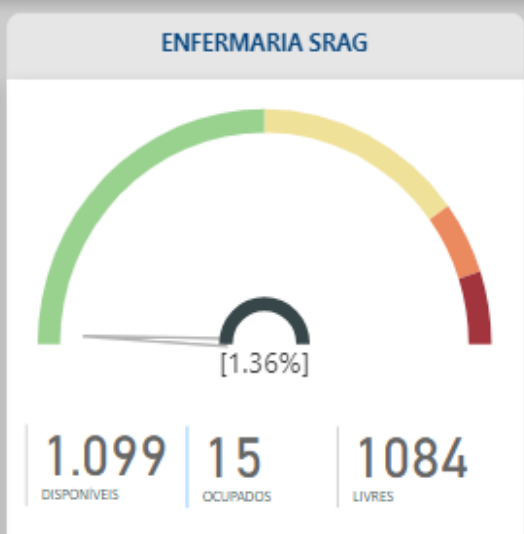 ENFERMARIA SRAG
[1.36%]
1.099 15 1084
DISPONÍVEIS OCUPADOS LIVRES